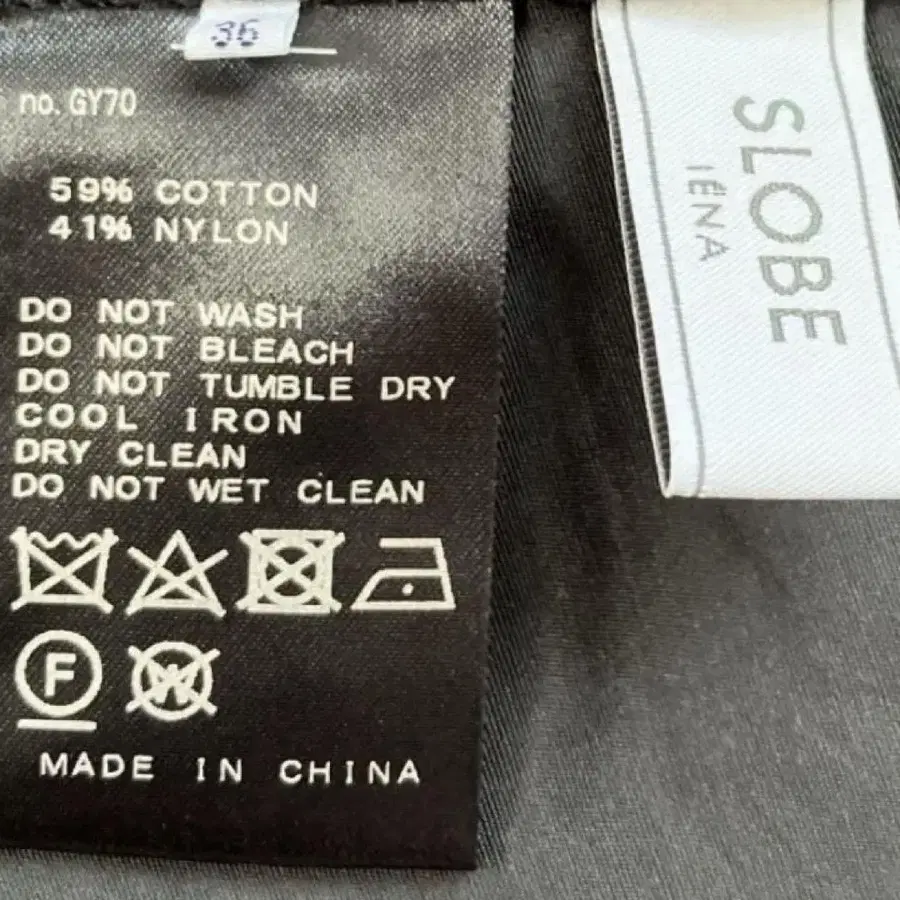 36
no. GY70
59% COTTON
41% NYLON
DO NOT WASH
DO NOT BLEACH
DO NOT TUMBLE DRY
COOL IRON
DRY CLEAN
DO NOT WET CLEAN
F
W
MADE IN CHINA
SLOBE
IÉNA